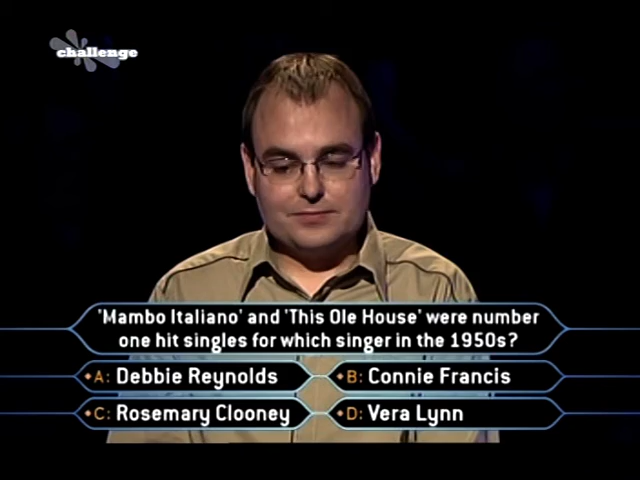 challenge
'Mambo Italiano' and 'This Ole House' were number
one hit singles for which singer in the 1950s?
A: Debbie Reynolds
B: Connie Francis
C: Rosemary Clooney
D: Vera Lynn